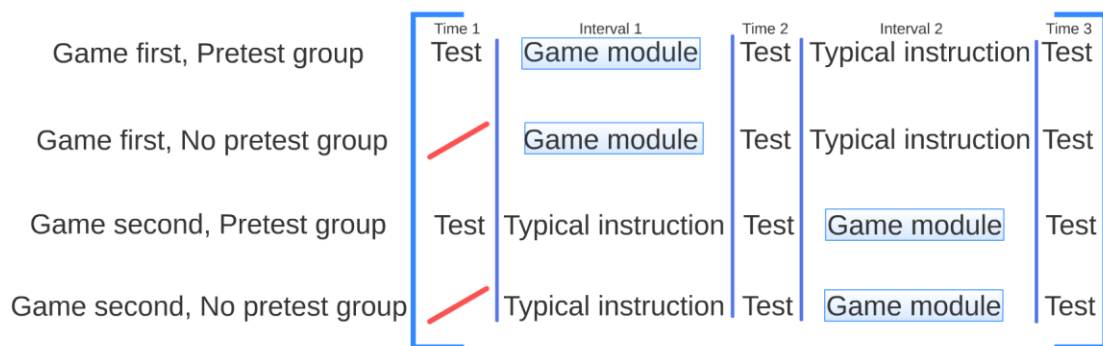 Time 1 Interval 1 Time 2 Interval 2 Time 3
Game first, Pretest group Test Game module Test Typical instruction Test
Game first, No pretest group Game module Test Typical instruction Test
Game second, Pretest group Test Typical instruction Test Game module Test
Game second, No pretest group Typical instruction Test Game module Test